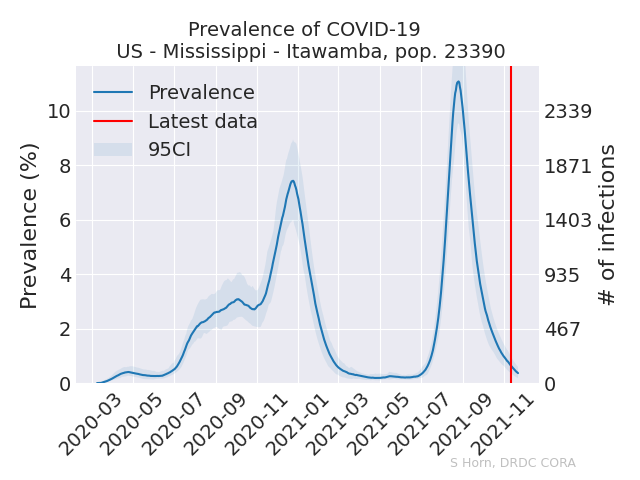 Prevalence of COVID-19
US - Mississippi - Itawamba, pop. 23390
Prevalence
Latest data
95CI
Prevalence (%)
10
8
6
4
2
0
2339
1871
1403
935
467
0
# of infections
2020-03
2020-05
2020-07
2020-09
2020-11
2021-01
2021-03
2021-05
2021-07
2021-09
2021-11
S Horn, DRDC CORA